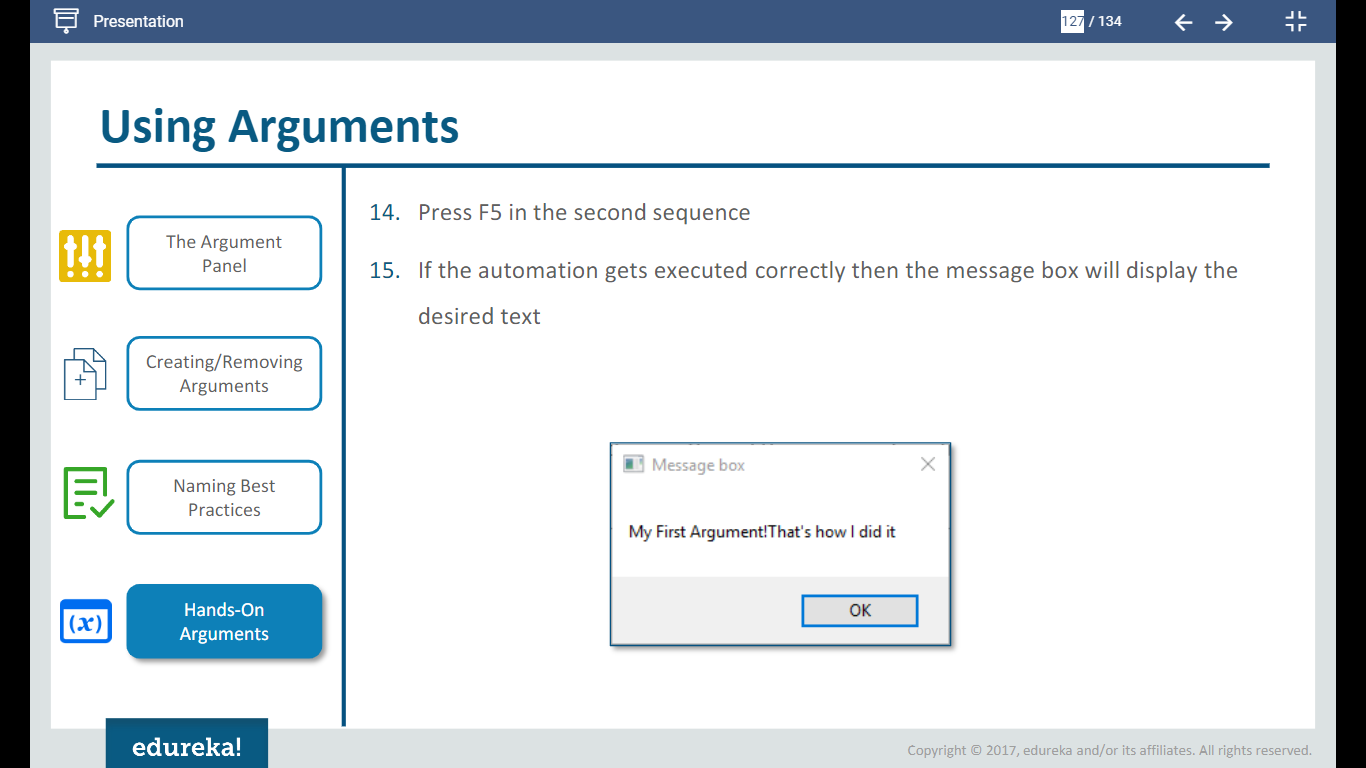 Presentation
127 / 134
Using Arguments
The Argument
Panel
Creating/Removing
Arguments
Naming Best
Practices
(x)
Hands-On
Arguments
14. Press F5 in the second sequence
15. If the automation gets executed correctly then the message box will display the
desired text
Message box
My First Argument!That's how I did it
OK
edureka!
Copyright © 2017, edureka and/or its affiliates. All rights reserved.